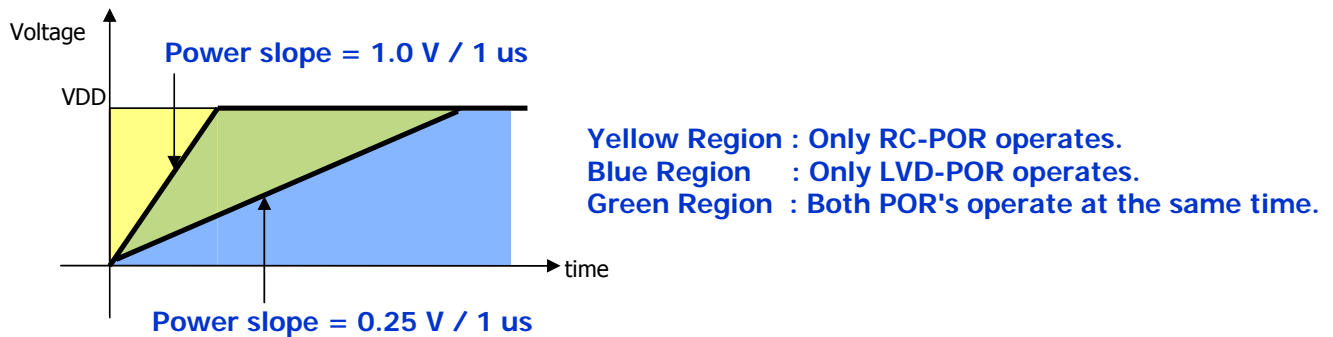 Voltage
Power slope = 1.0 V / 1 us
VDD
Yellow Region : Only RC-POR operates.
Blue Region : Only LVD-POR operates.
Green Region : Both POR's operate at the same time.
time
Power slope = 0.25 V / 1 us